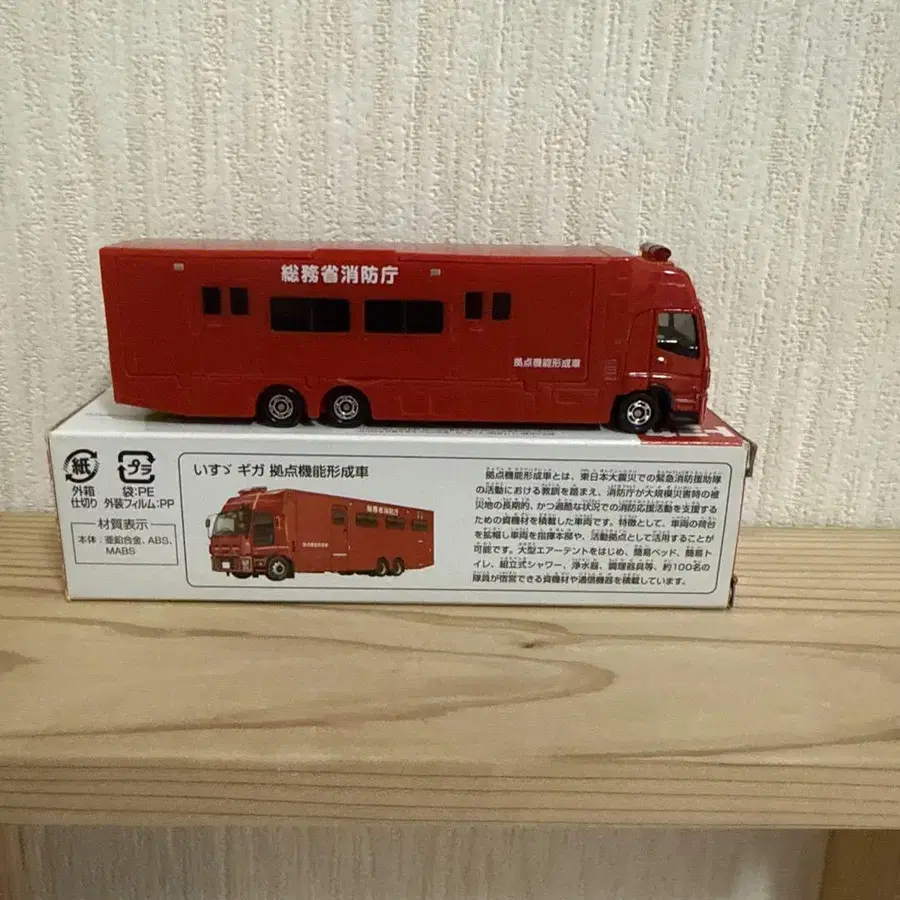 総務省消防庁
拠点機能形成車
紙
プラ
外箱
仕切り
袋:PE
外装フィルム:PP
材質表示
本体:亜鉛合金、ABS、
MABS
いすゞ ギガ 拠点機能形成車
総務省消防庁
拠点機能形成車とは、東日本大震災での緊急消防援助隊
の活動における教訓を踏まえ、消防庁が大規模災害時の被
災地の長期的、かつ過酷な状況での消防応援活動を支援する
ための資機材を積載した車両です。特徴として、車両の荷台
を拡幅し車両を指揮本部や、活動拠点として活用することが
可能です。大型エアーテントをはじめ、簡易ベッド、簡易ト
イレ、組立式シャワー、浄水器、調理器具等、約100名の
隊員が宿営できる資機材や通信機器を積載しています。